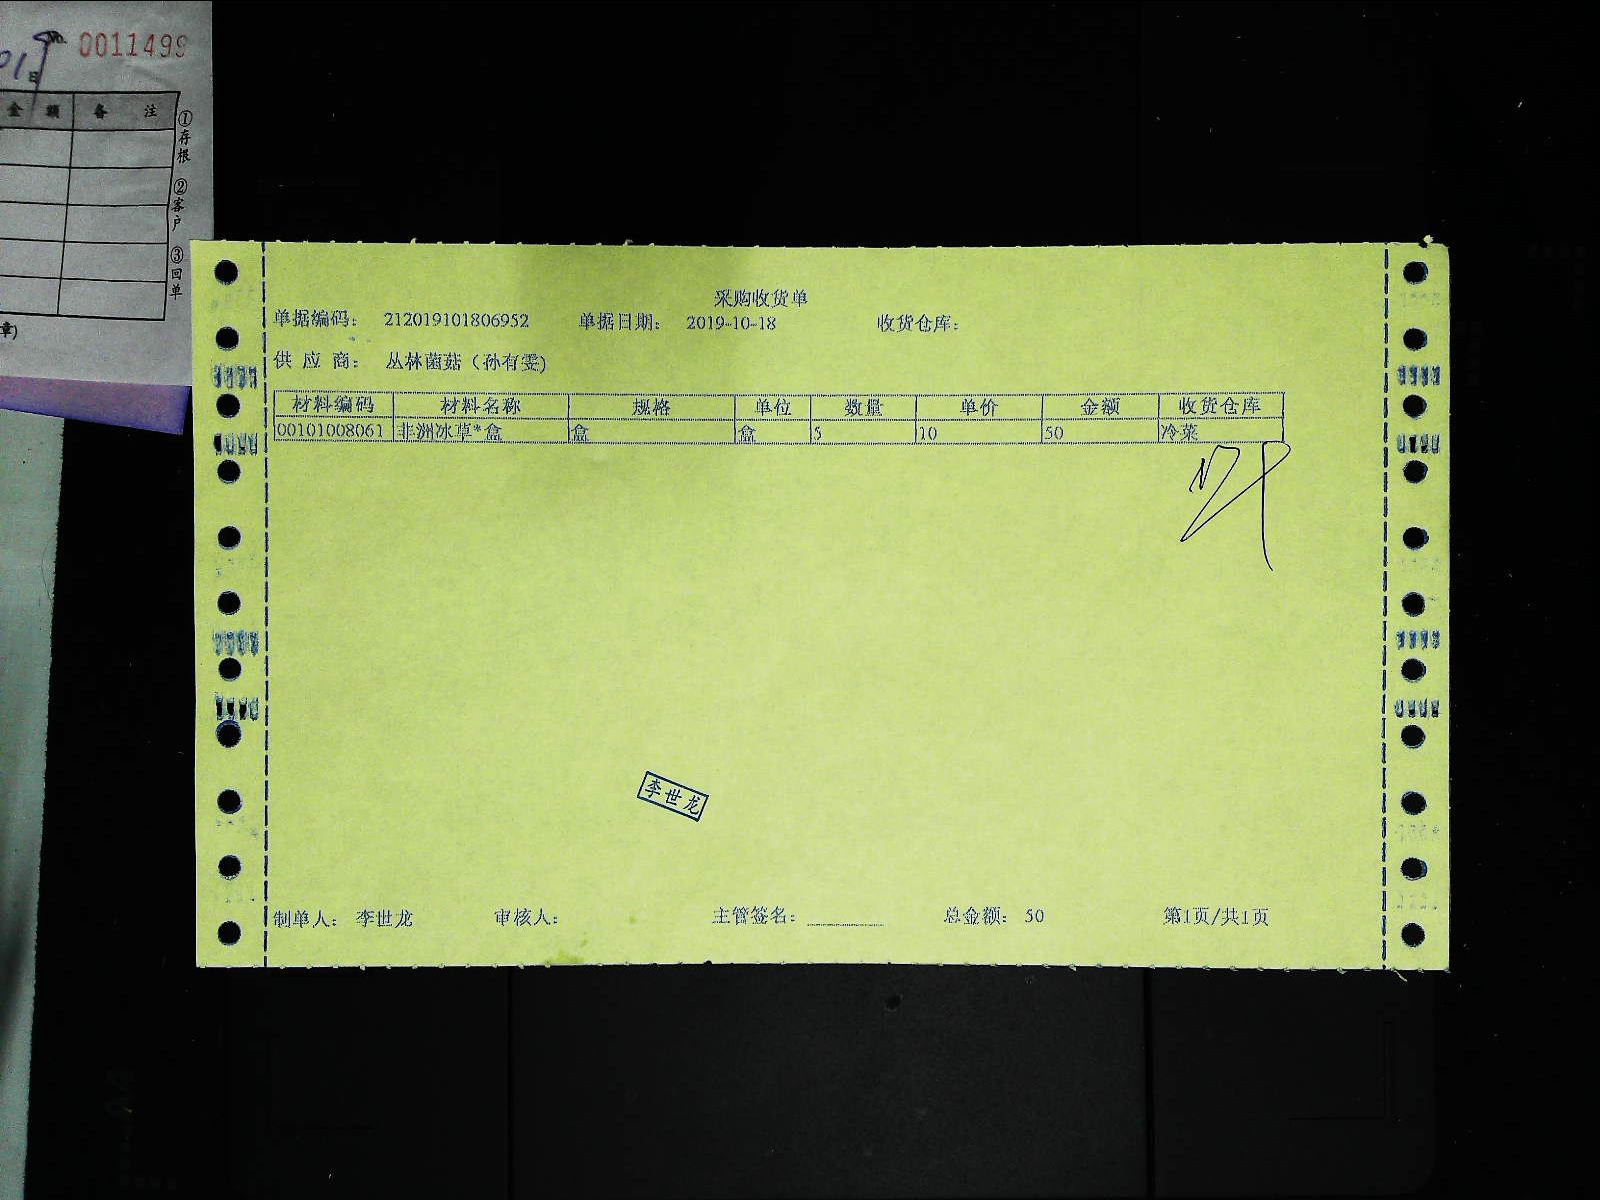 No. 0011499
日
金 额 备 注
①存根 ②客户 ③回单
章)
采购收货单
单据编码: 212019101806952 单据日期: 2019-10-18 收货仓库:
供 应 商: 丛林菌菇(孙有雯)
材料编码 材料名称 规格 单位 数量 单价 金额 收货仓库
00101008061 非洲冰草*盒 盒 盒 5 10 50 冷菜
李世龙
制单人: 李世龙 审核人: 主管签名: 总金额: 50 第1页/共1页